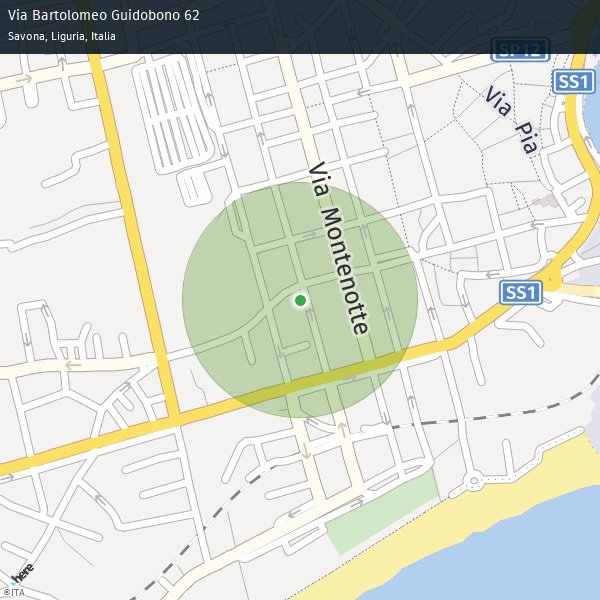 Via Bartolomeo Guidobono 62
Savona, Liguria, Italia
SP12
SS1
Via Pia
Via Montenotte
SS1
here
©ITA